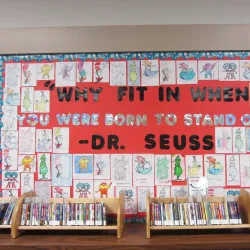 "WHY FIT IN WHEN
YOU WERE BORN TO STAND O
-DR. SEUSS